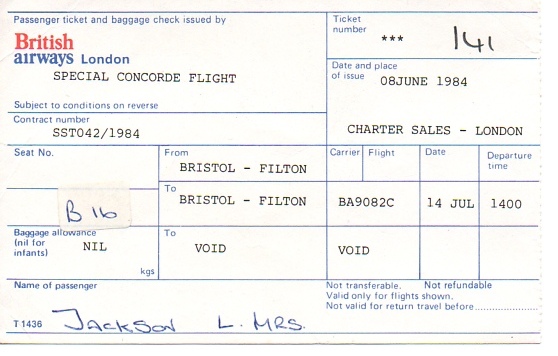 Passenger ticket and baggage check issued by
British
airways London
SPECIAL CONCORDE FLIGHT
Subject to conditions on reverse
Ticket
number
*** 141
Date and place
of issue 08JUNE 1984
CHARTER SALES - LONDON
Contract number
SST042/1984
Seat No.
B 16
From
BRISTOL - FILTON
Carrier Flight Date Departure
time
To
BRISTOL - FILTON BA9082C 14 JUL 1400
Baggage allowance
(nil for
infants) NIL
kgs
To
VOID VOID
Name of passenger
T1436 JACKSON L. MRS.
Not transferable. Not refundable
Valid only for flights shown.
Not valid for return travel before....................